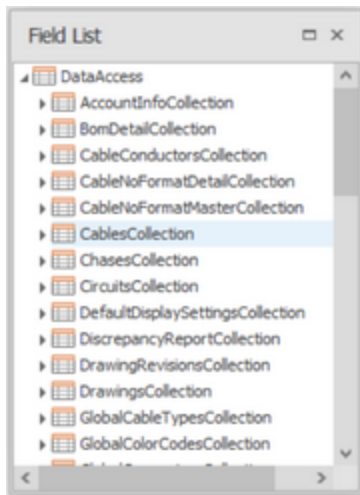 Field List
DataAccess
AccountInfoCollection
BomDetailCollection
CableConductorsCollection
CableNoFormatDetailCollection
CableNoFormatMasterCollection
CablesCollection
ChasesCollection
CircuitsCollection
DefaultDisplaySettingsCollection
DiscrepancyReportCollection
DrawingRevisionsCollection
DrawingsCollection
GlobalCableTypesCollection
GlobalColorCodesCollection